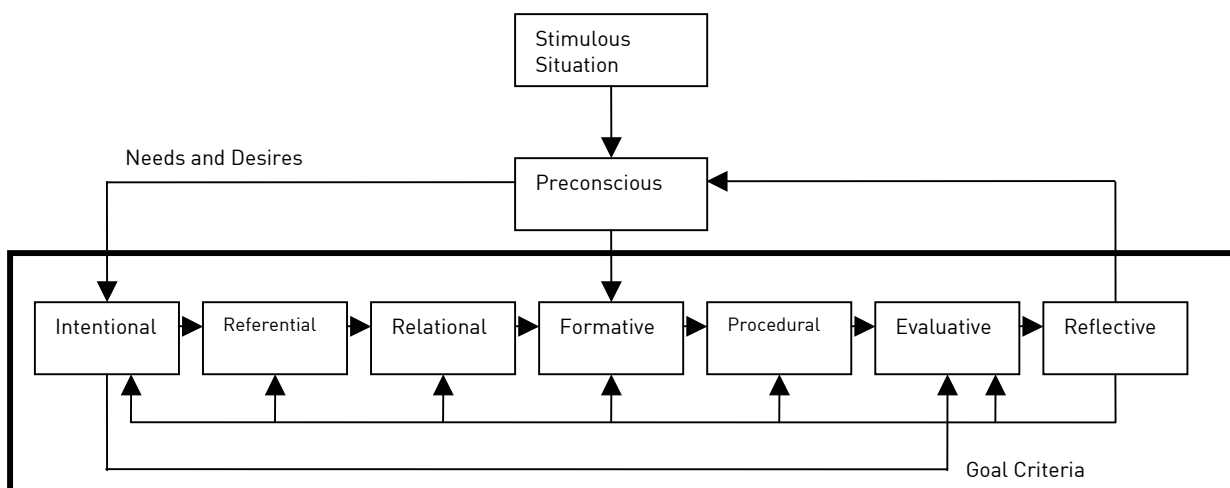 Stimulous
Situation
Needs and Desires
Preconscious
Intentional
Referential
Relational
Formative
Procedural
Evaluative
Reflective
Goal Criteria